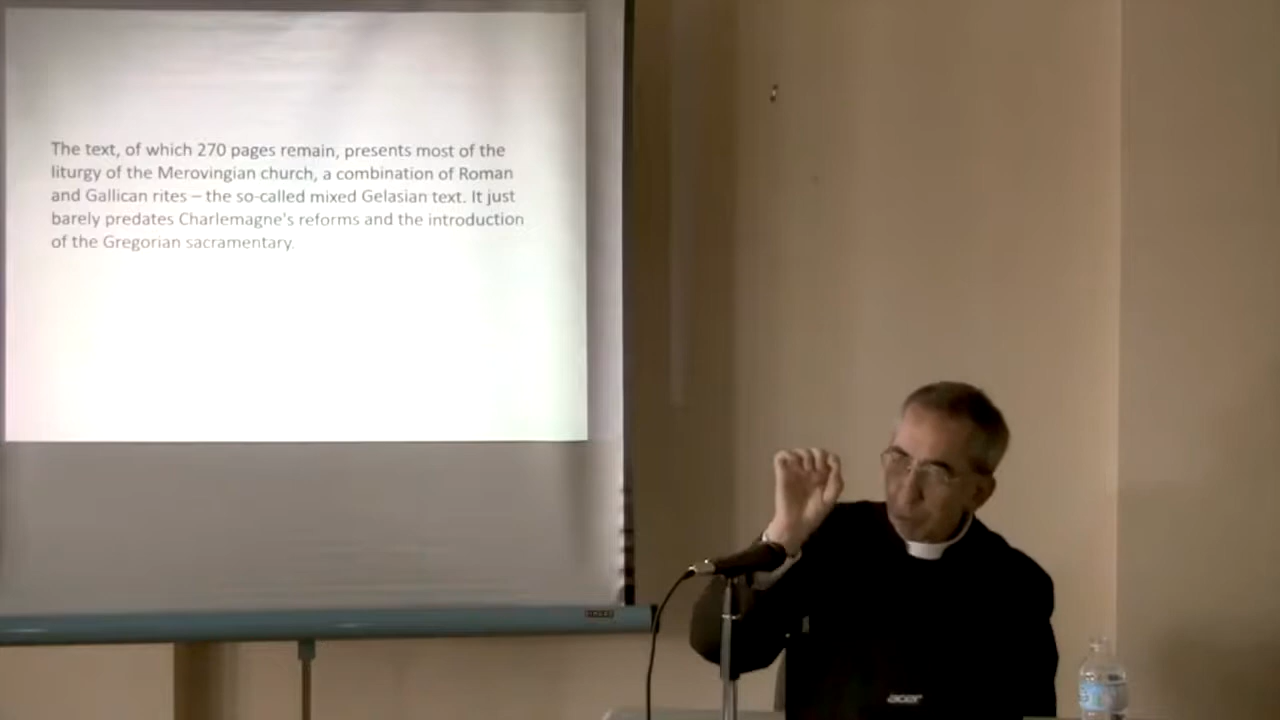 The text, of which 270 pages remain, presents most of the
liturgy of the Merovingian church, a combination of Roman
and Gallican rites – the so-called mixed Gelasian text. It just
barely predates Charlemagne's reforms and the introduction
of the Gregorian sacramentary.
acer